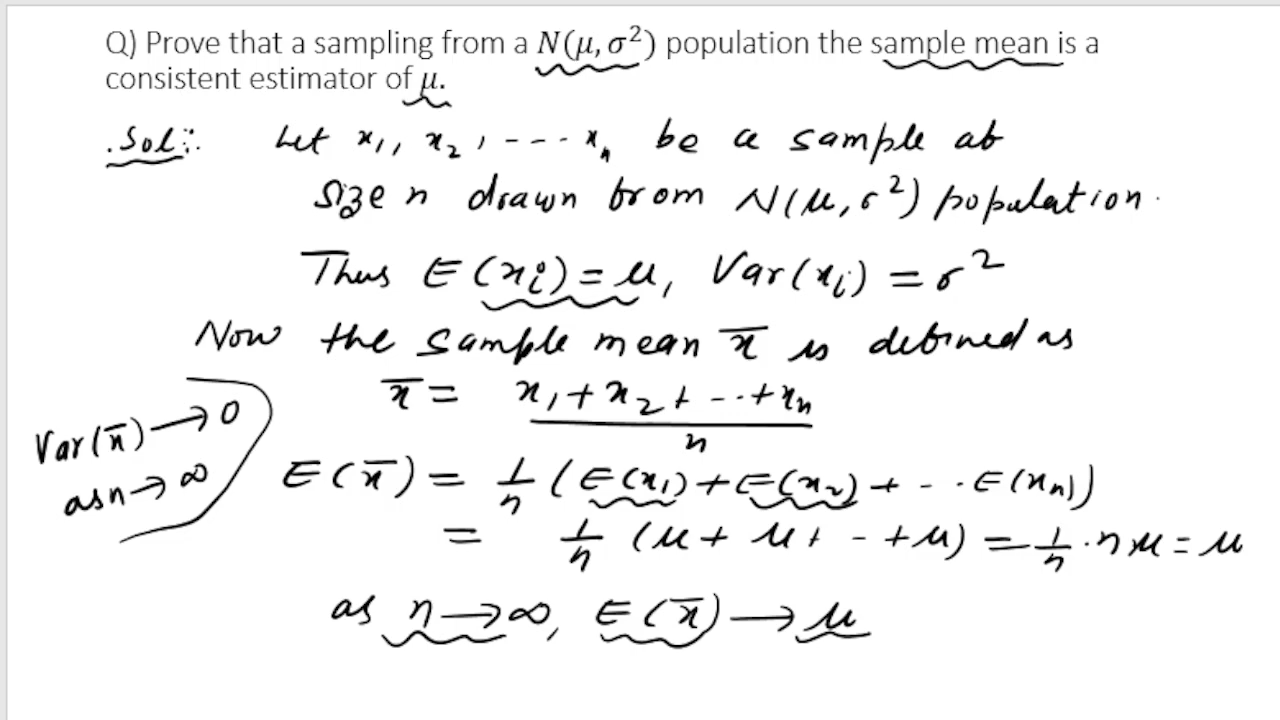 Q) Prove that a sampling from a N(μ, σ²) population the sample mean is a
consistent estimator of μ.
Sol:. Let x₁, x₂, ---- xₙ be a sample of
size n drawn from N(μ, σ²) population.
Thus E(xᵢ) = μ, Var(xᵢ) = σ²
Now the sample mean x̄ is defined as
x̄ = x₁ + x₂ + - -· + xₙ
n
Var(x̄) → 0
as n → ∞
E(x̄) = 1/n (E(x₁) + E(x₂) + - - · E(xₙ))
= 1/n (μ + μ + - + μ) = 1/n · nμ = μ
as n → ∞, E(x̄) → μ